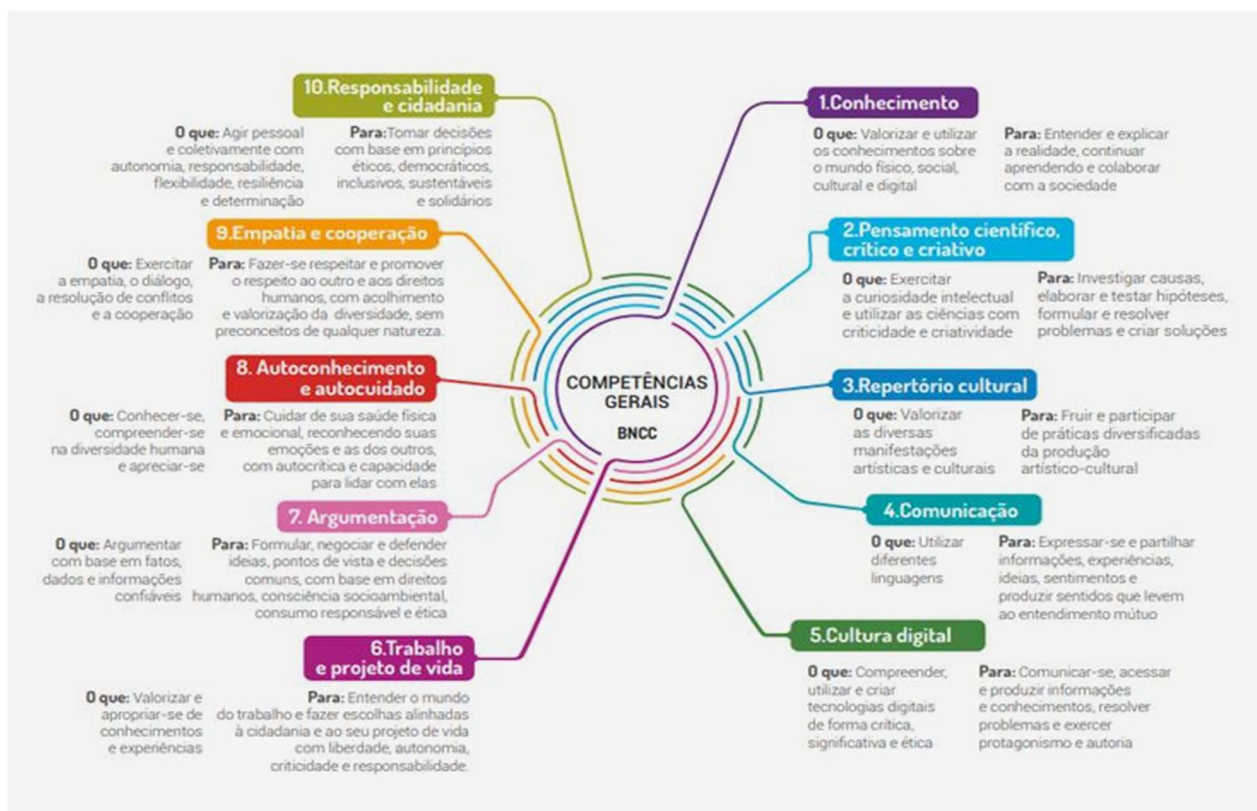 COMPETÊNCIAS
GERAIS
BNCC
1.Conhecimento
O que: Valorizar e utilizar
os conhecimentos sobre
o mundo físico, social,
cultural e digital
Para: Entender e explicar
a realidade, continuar
aprendendo e colaborar
com a sociedade
2.Pensamento científico,
crítico e criativo
O que: Exercitar
a curiosidade intelectual
e utilizar as ciências com
criticidade e criatividade
Para: Investigar causas,
elaborar e testar hipóteses,
formular e resolver
problemas e criar soluções
3.Repertório cultural
O que: Valorizar
as diversas
manifestações
artísticas e culturais
Para: Fruir e participar
de práticas diversificadas
da produção
artístico-cultural
4.Comunicação
O que: Utilizar
diferentes
linguagens
Para: Expressar-se e partilhar
informações, experiências,
ideias, sentimentos e
produzir sentidos que levem
ao entendimento mútuo
5.Cultura digital
O que: Compreender,
utilizar e criar
tecnologias digitais
de forma crítica,
significativa e ética
Para: Comunicar-se, acessar
e produzir informações
e conhecimentos, resolver
problemas e exercer
protagonismo e autoria
6.Trabalho
e projeto de vida
O que: Valorizar e
apropriar-se de
conhecimentos
e experiências
Para: Entender o mundo
do trabalho e fazer escolhas alinhadas
à cidadania e ao seu projeto de vida
com liberdade, autonomia,
criticidade e responsabilidade.
7. Argumentação
O que: Argumentar
com base em fatos,
dados e informações
confiáveis
Para: Formular, negociar e defender
ideias, pontos de vista e decisões
comuns, com base em direitos
humanos, consciência socioambiental,
consumo responsável e ética
8. Autoconhecimento
e autocuidado
O que: Conhecer-se,
compreender-se
na diversidade humana
e apreciar-se
Para: Cuidar de sua saúde física
e emocional, reconhecendo suas
emoções e as dos outros,
com autocrítica e capacidade
para lidar com elas
9.Empatia e cooperação
O que: Exercitar
a empatia, o diálogo,
a resolução de conflitos
e a cooperação
Para: Fazer-se respeitar e promover
o respeito ao outro e aos direitos
humanos, com acolhimento
e valorização da diversidade, sem
preconceitos de qualquer natureza.
10.Responsabilidade
e cidadania
O que: Agir pessoal
e coletivamente com
autonomia, responsabilidade,
flexibilidade, resiliência
e determinação
Para:Tomar decisões
com base em princípios
éticos, democráticos,
inclusivos, sustentáveis
e solidários